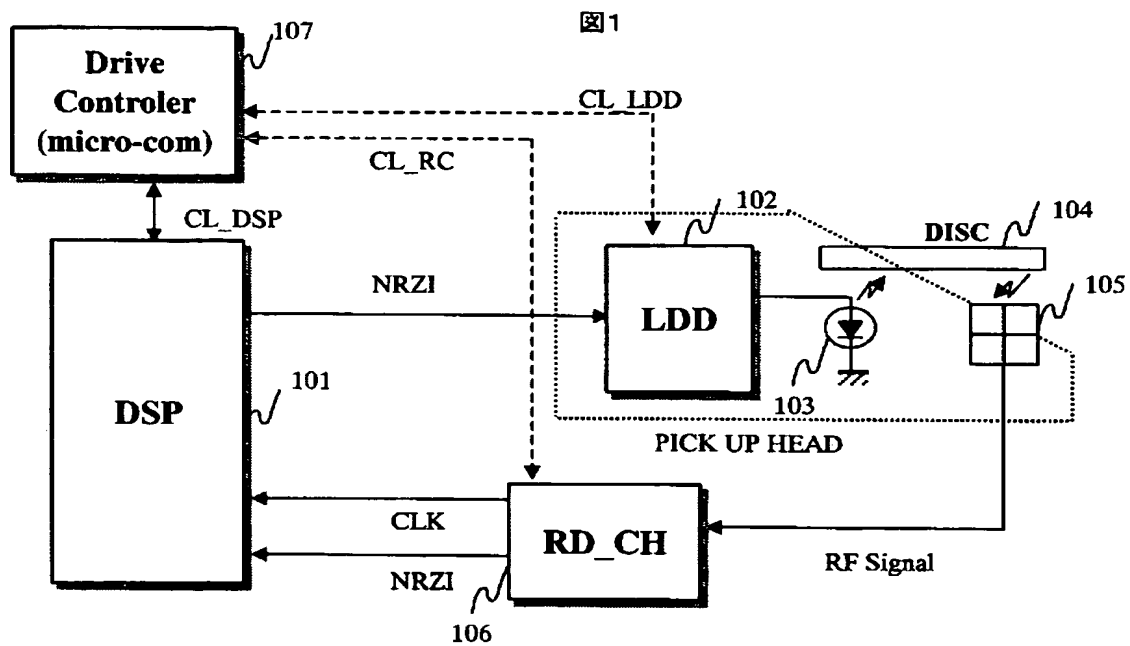 図1
107
Drive
Controler
(micro-com)
CL_LDD
CL_RC
CL_DSP
102
104
DISC
NRZI
LDD
105
103
101
DSP
PICK UP HEAD
CLK
RD_CH
RF Signal
NRZI
106